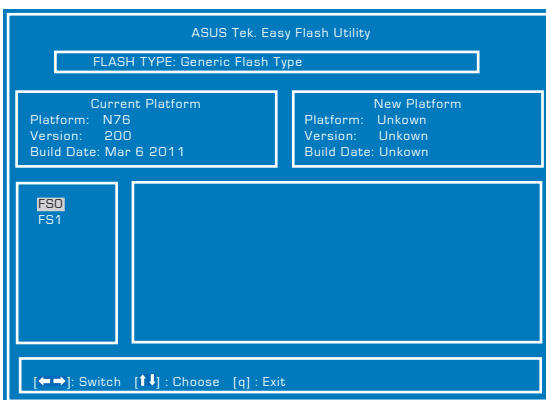 ASUS Tek. Easy Flash Utility
FLASH TYPE: Generic Flash Type
Current Platform
Platform: N76
Version: 200
Build Date: Mar 6 2011
New Platform
Platform: Unkown
Version: Unkown
Build Date: Unkown
FS0
FS1
[⬅➡]: Switch [⬆⬇] : Choose [q] : Exit